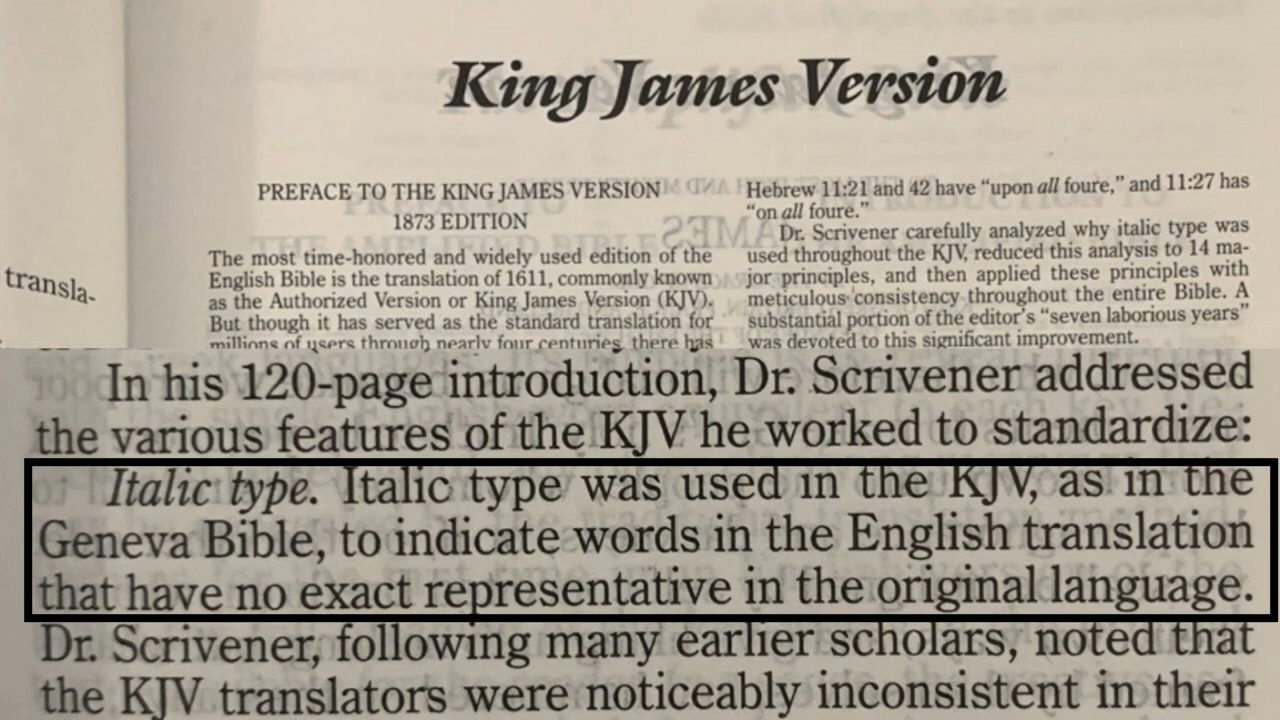 King James Version
transla-
PREFACE TO THE KING JAMES VERSION
1873 EDITION
The most time-honored and widely used edition of the
English Bible is the translation of 1611, commonly known
as the Authorized Version or King James Version (KJV).
But though it has served as the standard translation for
millions of users through nearly four centuries, there has
Hebrew 11:21 and 42 have “upon all foure,” and 11:27 has
“on all foure.”
Dr. Scrivener carefully analyzed why italic type was
used throughout the KJV, reduced this analysis to 14 ma-
jor principles, and then applied these principles with
meticulous consistency throughout the entire Bible. A
substantial portion of the editor’s “seven laborious years”
was devoted to this significant improvement.
In his 120-page introduction, Dr. Scrivener addressed
the various features of the KJV he worked to standardize:
Italic type. Italic type was used in the KJV, as in the
Geneva Bible, to indicate words in the English translation
that have no exact representative in the original language.
Dr. Scrivener, following many earlier scholars, noted that
the KJV translators were noticeably inconsistent in their